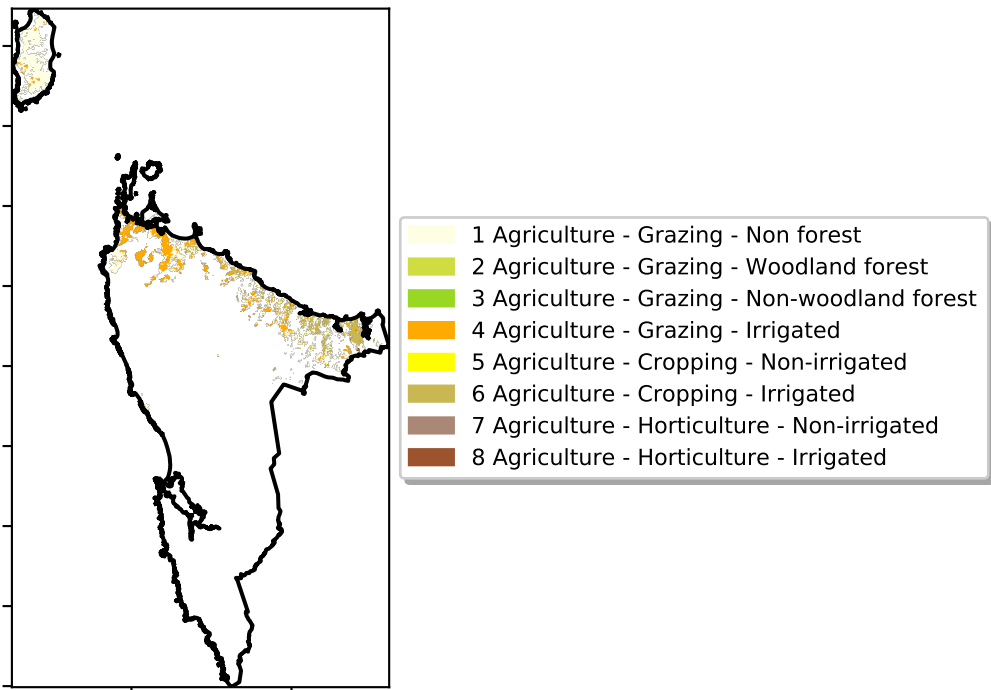 1 Agriculture - Grazing - Non forest
2 Agriculture - Grazing - Woodland forest
3 Agriculture - Grazing - Non-woodland forest
4 Agriculture - Grazing - Irrigated
5 Agriculture - Cropping - Non-irrigated
6 Agriculture - Cropping - Irrigated
7 Agriculture - Horticulture - Non-irrigated
8 Agriculture - Horticulture - Irrigated